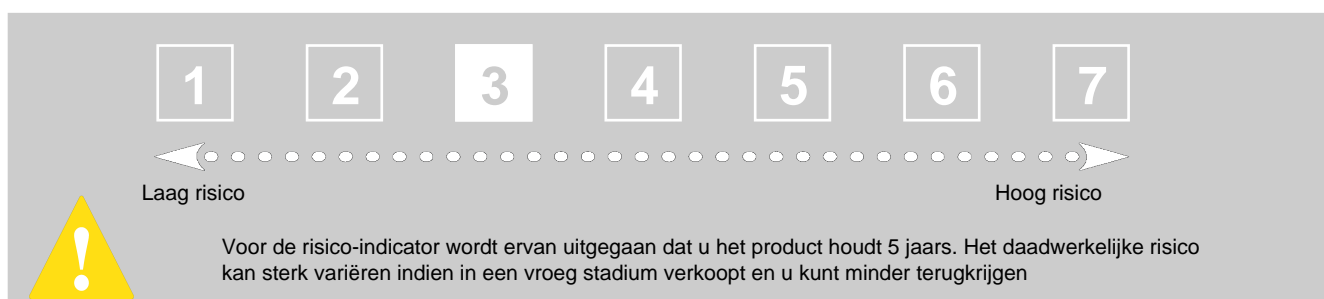 1 2 3 4 5 6 7
Laag risico Hoog risico
!
Voor de risico-indicator wordt ervan uitgegaan dat u het product houdt 5 jaars. Het daadwerkelijke risico
kan sterk variëren indien in een vroeg stadium verkoopt en u kunt minder terugkrijgen